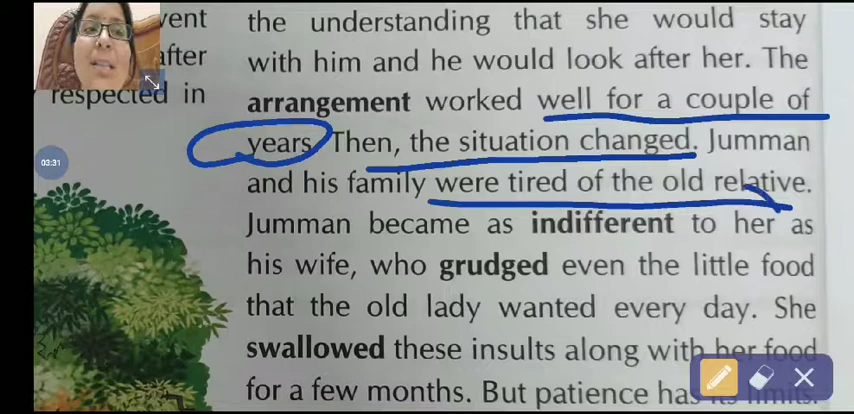 vent
after
respected in
the understanding that she would stay
with him and he would look after her. The
arrangement worked well for a couple of
years. Then, the situation changed. Jumman
and his family were tired of the old relative.
Jumman became as indifferent to her as
his wife, who grudged even the little food
that the old lady wanted every day. She
swallowed these insults along with her food
for a few months. But patience has its limits.
03:31